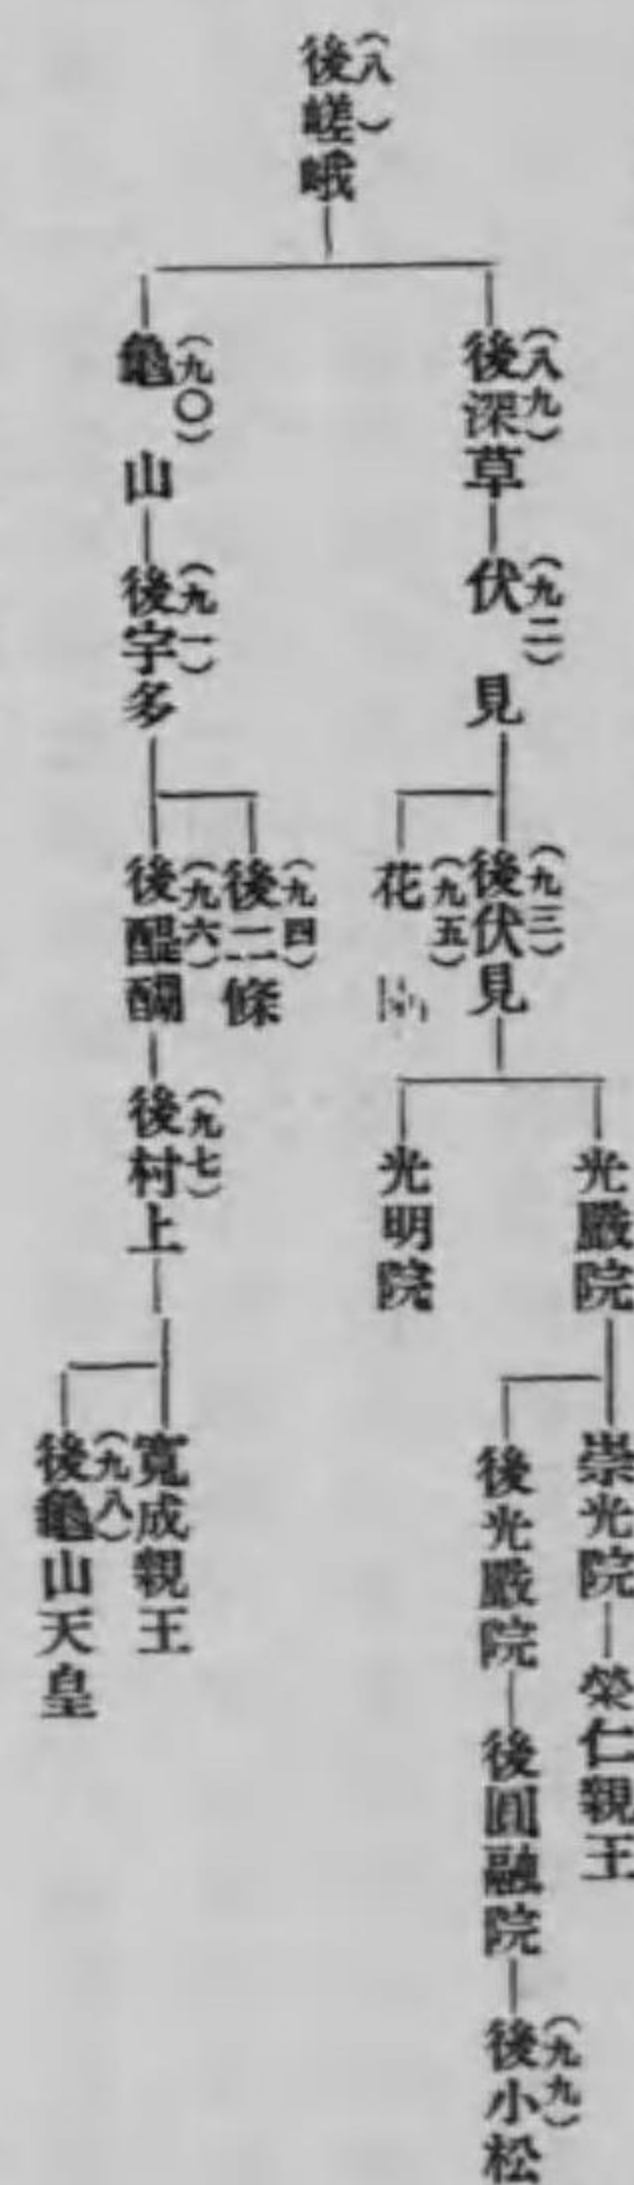 後嵯峨
(八 )
後深草
(八九)
伏見
(九二)
後伏見
(九三)
花
(九五)
光嚴院
光明院
崇光院
榮仁親王
後光嚴院
後圓融院
後小松
(九九)
龜山
(九〇)
後宇多
(九一)
後二條
(九四)
後醍醐
(九六)
後村上
(九七)
寬成親王
後龜山天皇
(九八)